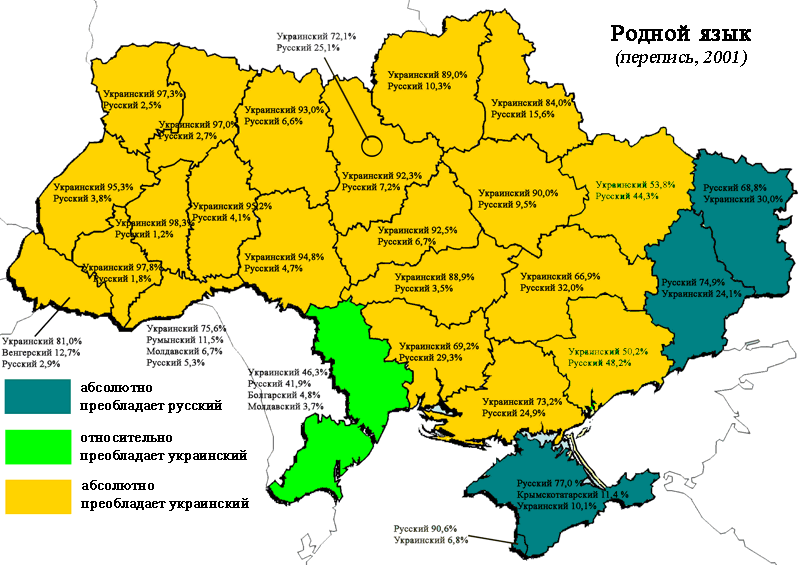 Родной язык
(перепись, 2001)
Украинский 72,1%
Русский 25,1%
Украинский 97,3%
Русский 2,5%
Украинский 97,0%
Русский 2,7%
Украинский 93,0%
Русский 6,6%
Украинский 89,0%
Русский 10,3%
Украинский 84,0%
Русский 15,6%
Украинский 95,3%
Русский 3,8%
Украинский 98,3%
Русский 1,2%
Украинский 95,2%
Русский 4,1%
Украинский 92,3%
Русский 7,2%
Украинский 90,0%
Русский 9,5%
Украинский 53,8%
Русский 44,3%
Русский 68,8%
Украинский 30,0%
Украинский 97,8%
Русский 1,8%
Украинский 94,8%
Русский 4,7%
Украинский 92,5%
Русский 6,7%
Украинский 88,9%
Русский 3,5%
Украинский 66,9%
Русский 32,0%
Русский 74,9%
Украинский 24,1%
Украинский 81,0%
Венгерский 12,7%
Русский 2,9%
Украинский 75,6%
Румынский 11,5%
Молдавский 6,7%
Русский 5,3%
Украинский 46,3%
Русский 41,9%
Болгарский 4,8%
Молдавский 3,7%
Украинский 69,2%
Русский 29,3%
Украинский 50,2%
Русский 48,2%
Украинский 73,2%
Русский 24,9%
Русский 77,0 %
Крымскотатарский 11,4 %
Украинский 10,1%
Русский 90,6%
Украинский 6,8%
абсолютно
преобладает русский
относительно
преобладает украинский
абсолютно
преобладает украинский